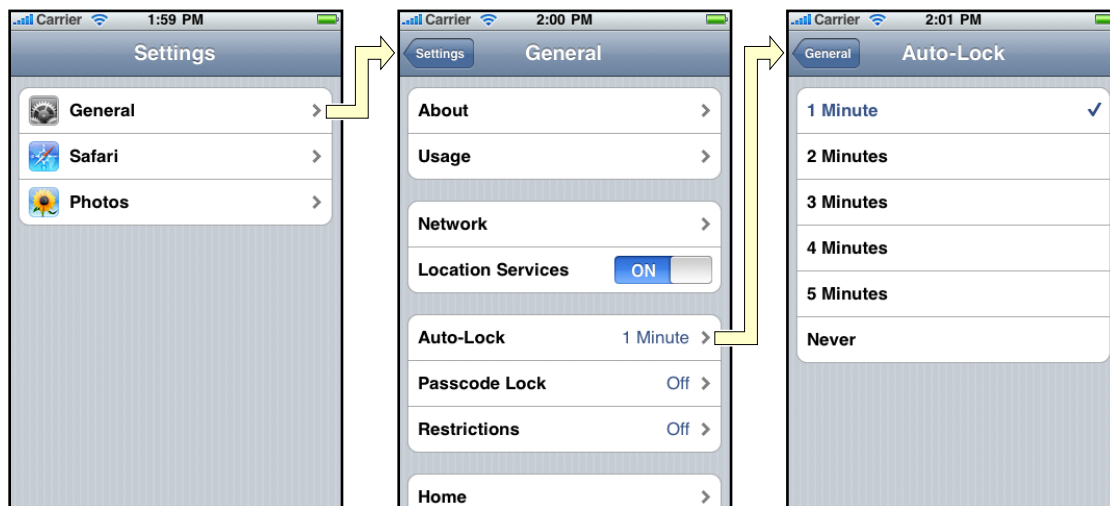 Carrier 1:59 PM
Settings
General
Safari
Photos
Carrier 2:00 PM
Settings General
About
Usage
Network
Location Services ON
Auto-Lock 1 Minute
Passcode Lock Off
Restrictions Off
Home
Carrier 2:01 PM
General Auto-Lock
1 Minute
2 Minutes
3 Minutes
4 Minutes
5 Minutes
Never